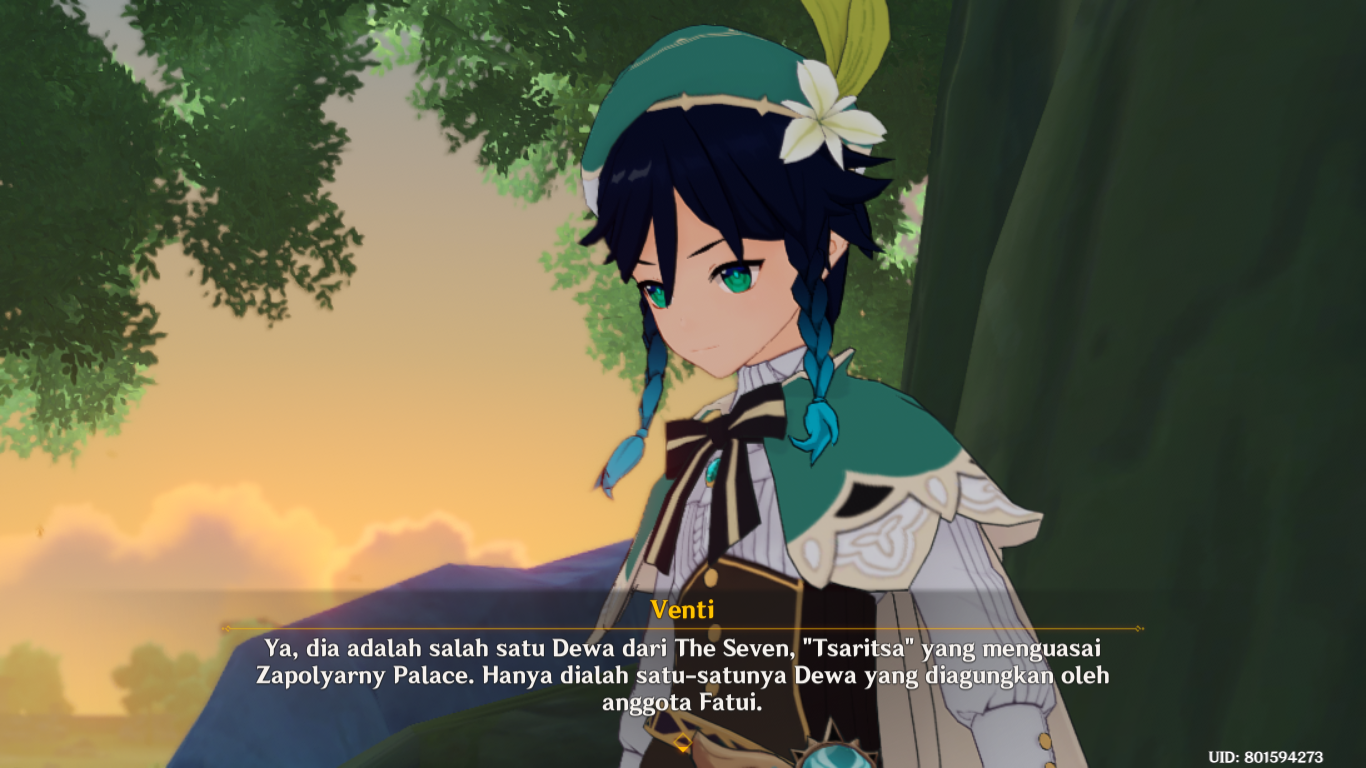 Venti
Ya, dia adalah salah satu Dewa dari The Seven, "Tsaritsa" yang menguasai
Zapolyarny Palace. Hanya dialah satu-satunya Dewa yang diagungkan oleh
anggota Fatui.
UID: 801594273